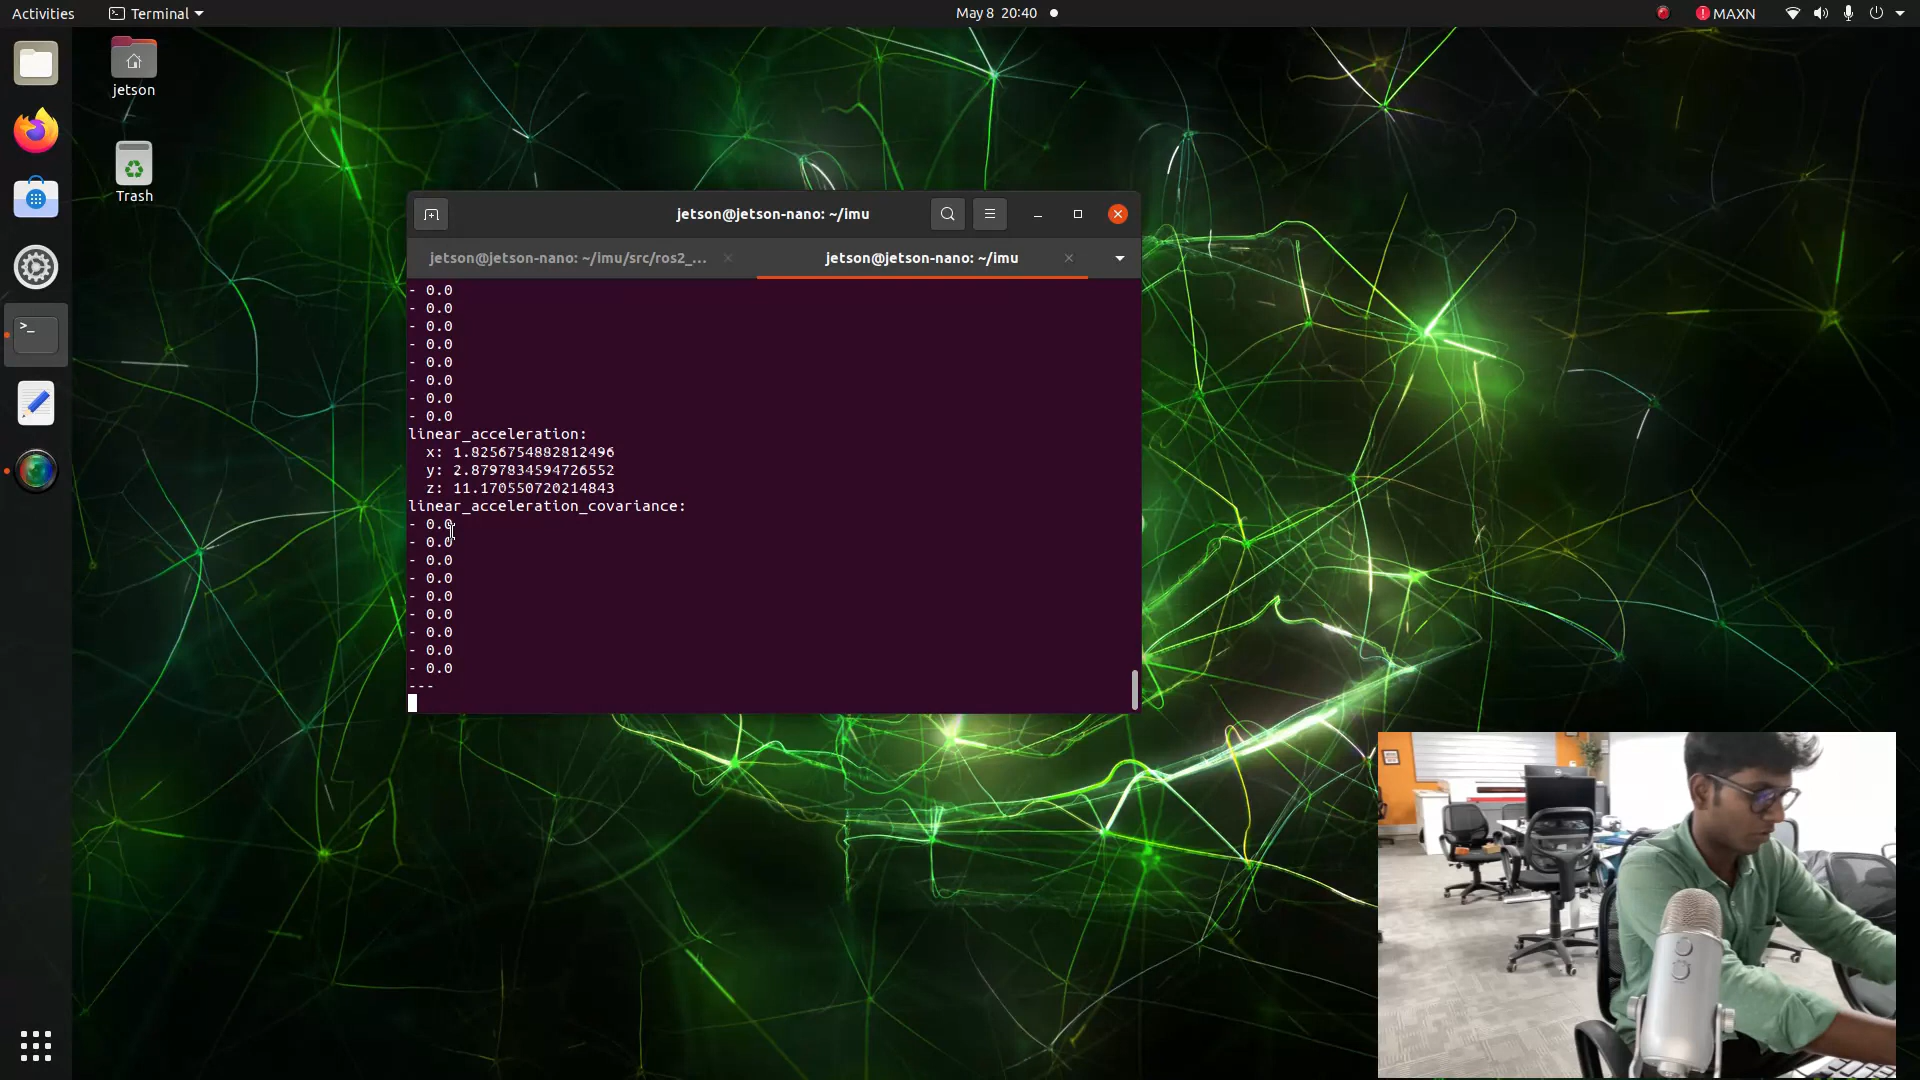 Activities
Terminal
May 8 20:40
MAXN
jetson
Trash
jetson@jetson-nano: ~/imu
jetson@jetson-nano: ~/imu/src/ros2_...
jetson@jetson-nano: ~/imu
- 0.0
- 0.0
- 0.0
- 0.0
- 0.0
- 0.0
- 0.0
- 0.0
linear_acceleration:
x: 1.8256754882812496
y: 2.8797834594726552
z: 11.170550720214843
linear_acceleration_covariance:
- 0.0
- 0.0
- 0.0
- 0.0
- 0.0
- 0.0
- 0.0
- 0.0
- 0.0
---